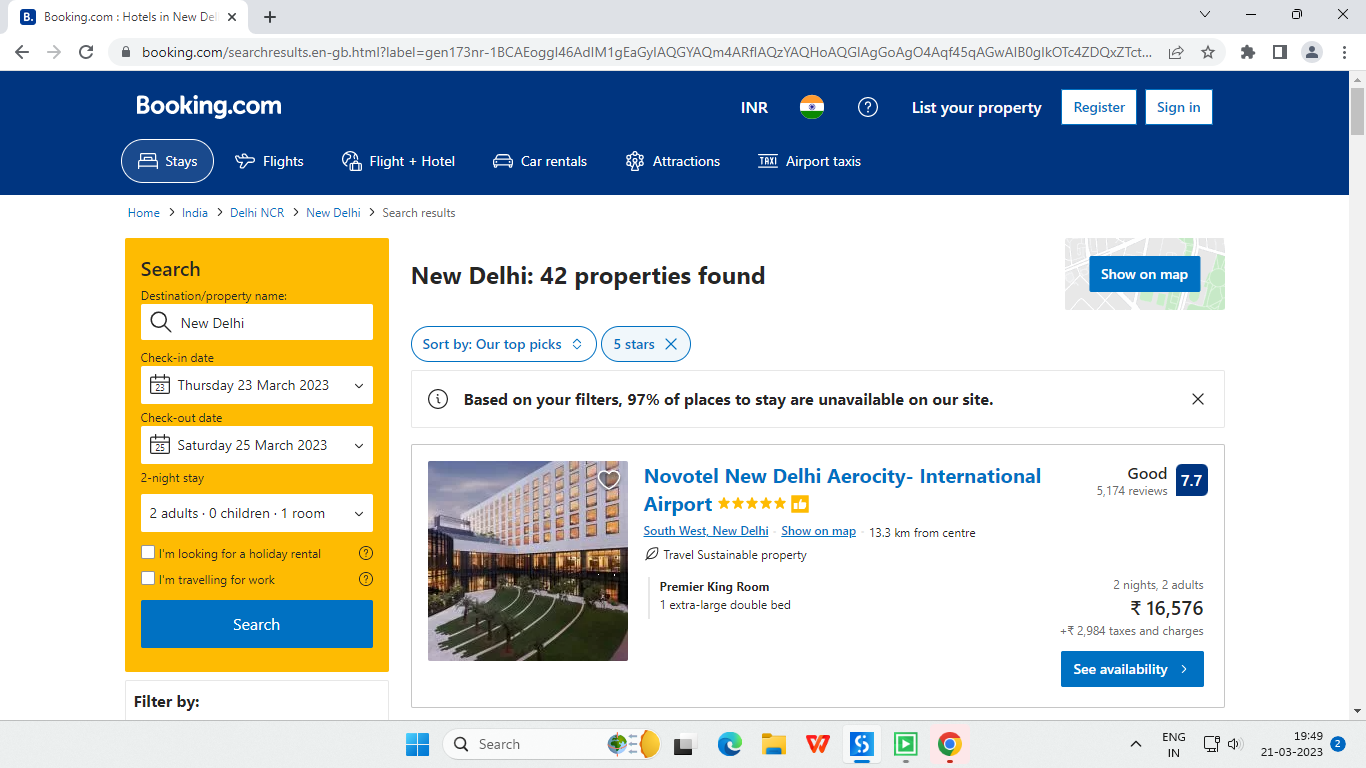 B. Booking.com : Hotels in New Del
booking.com/searchresults.en-gb.html?label=gen173nr-1BCAEoggI46AdIM1gEaGyIAQGYAQm4ARfIAQzYAQHoAQGIAgGoAgO4Aqf45qAGwAIB0gIkOTc4ZDQxZTct...
Booking.com
INR
List your property
Register
Sign in
Stays
Flights
Flight + Hotel
Car rentals
Attractions
TAXI Airport taxis
Home
India
Delhi NCR
New Delhi
Search results
Search
Destination/property name:
New Delhi
Check-in date
23 Thursday 23 March 2023
Check-out date
25 Saturday 25 March 2023
2-night stay
2 adults · 0 children · 1 room
I'm looking for a holiday rental
I'm travelling for work
Search
Filter by:
New Delhi: 42 properties found
Show on map
Sort by: Our top picks
5 stars
Based on your filters, 97% of places to stay are unavailable on our site.
Novotel New Delhi Aerocity- International
Airport
Good
5,174 reviews
7.7
South West, New Delhi
Show on map
13.3 km from centre
Travel Sustainable property
Premier King Room
1 extra-large double bed
2 nights, 2 adults
₹ 16,576
+₹ 2,984 taxes and charges
See availability
Search
ENG
IN
19:49
21-03-2023
2